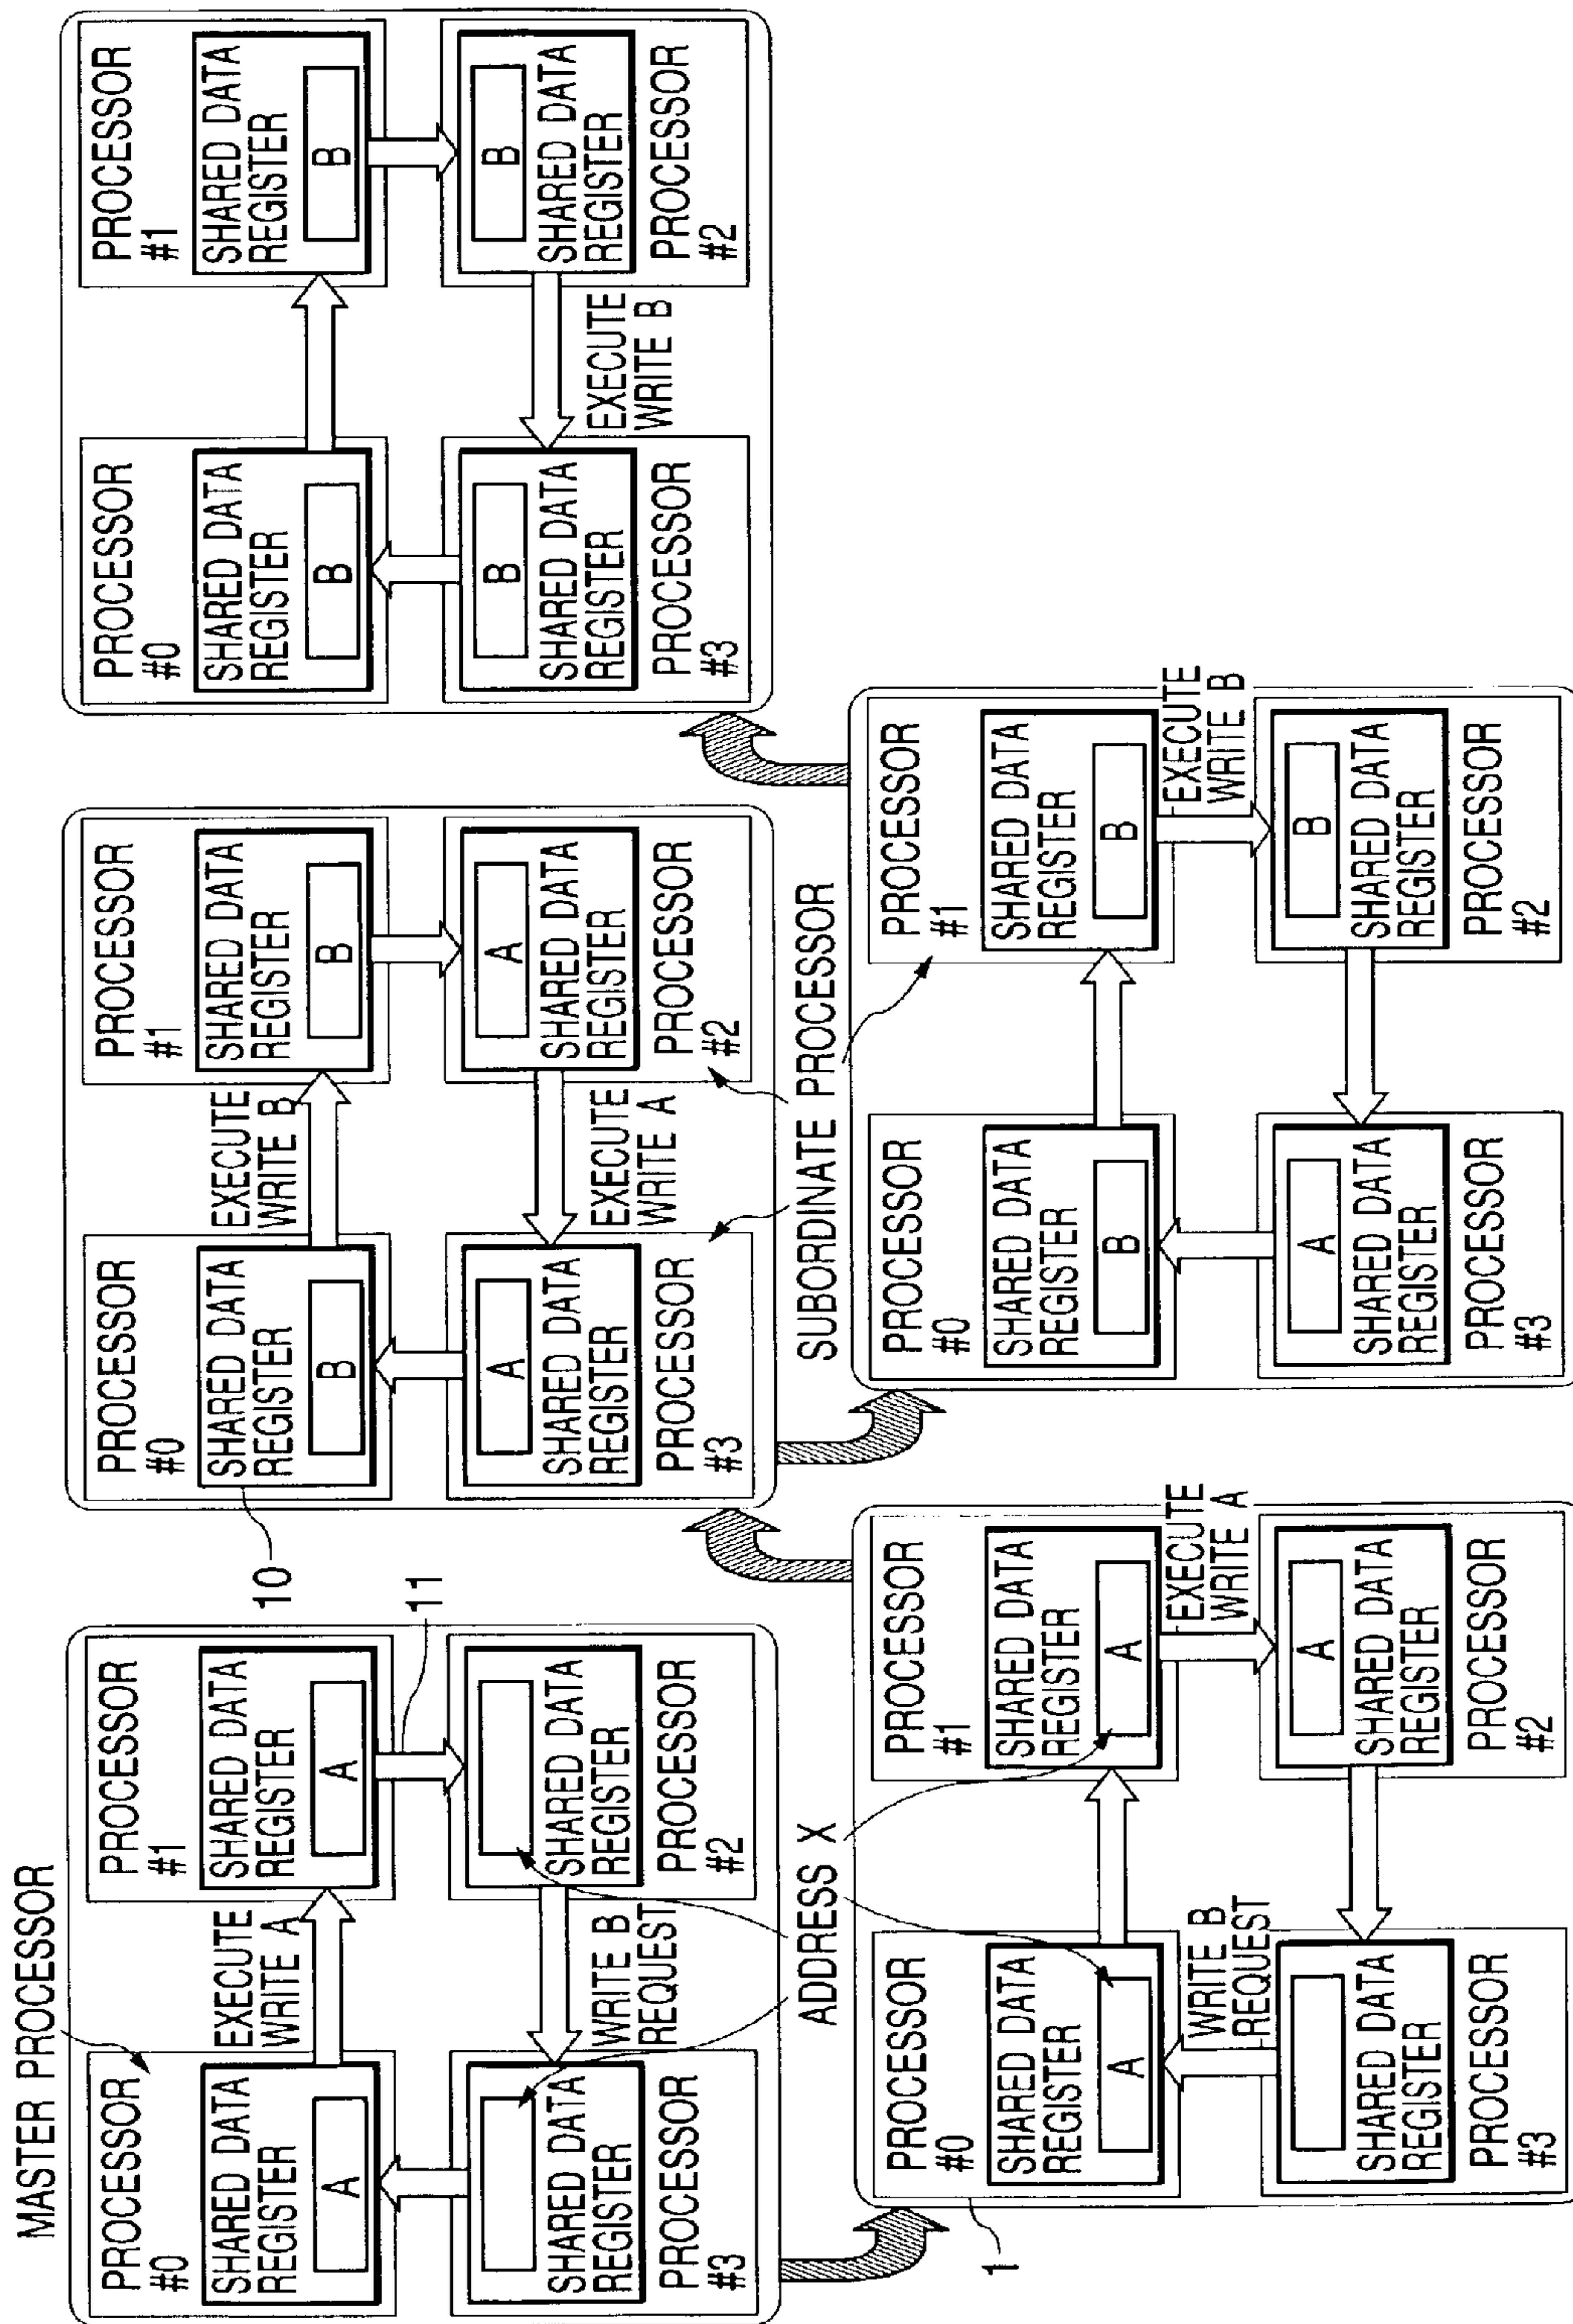 MASTER PROCESSOR
PROCESSOR
#0
SHARED DATA
REGISTER
A
EXECUTE
WRITE A
PROCESSOR
#1
SHARED DATA
REGISTER
A
11
SHARED DATA
REGISTER
PROCESSOR
#3
WRITE B
REQUEST
SHARED DATA
REGISTER
PROCESSOR
#2
ADDRESS X
1
PROCESSOR
#0
SHARED DATA
REGISTER
A
PROCESSOR
#1
SHARED DATA
REGISTER
A
WRITE B
REQUEST
EXECUTE
WRITE A
SHARED DATA
REGISTER
PROCESSOR
#3
A
SHARED DATA
REGISTER
PROCESSOR
#2
10
PROCESSOR
#0
SHARED DATA
REGISTER
B
EXECUTE
WRITE B
PROCESSOR
#1
SHARED DATA
REGISTER
B
A
SHARED DATA
REGISTER
PROCESSOR
#3
EXECUTE
WRITE A
A
SHARED DATA
REGISTER
PROCESSOR
#2
SUBORDINATE PROCESSOR
PROCESSOR
#0
SHARED DATA
REGISTER
B
PROCESSOR
#1
SHARED DATA
REGISTER
B
EXECUTE
WRITE B
A
SHARED DATA
REGISTER
PROCESSOR
#3
B
SHARED DATA
REGISTER
PROCESSOR
#2
PROCESSOR
#0
SHARED DATA
REGISTER
B
PROCESSOR
#1
SHARED DATA
REGISTER
B
B
SHARED DATA
REGISTER
PROCESSOR
#3
EXECUTE
WRITE B
B
SHARED DATA
REGISTER
PROCESSOR
#2